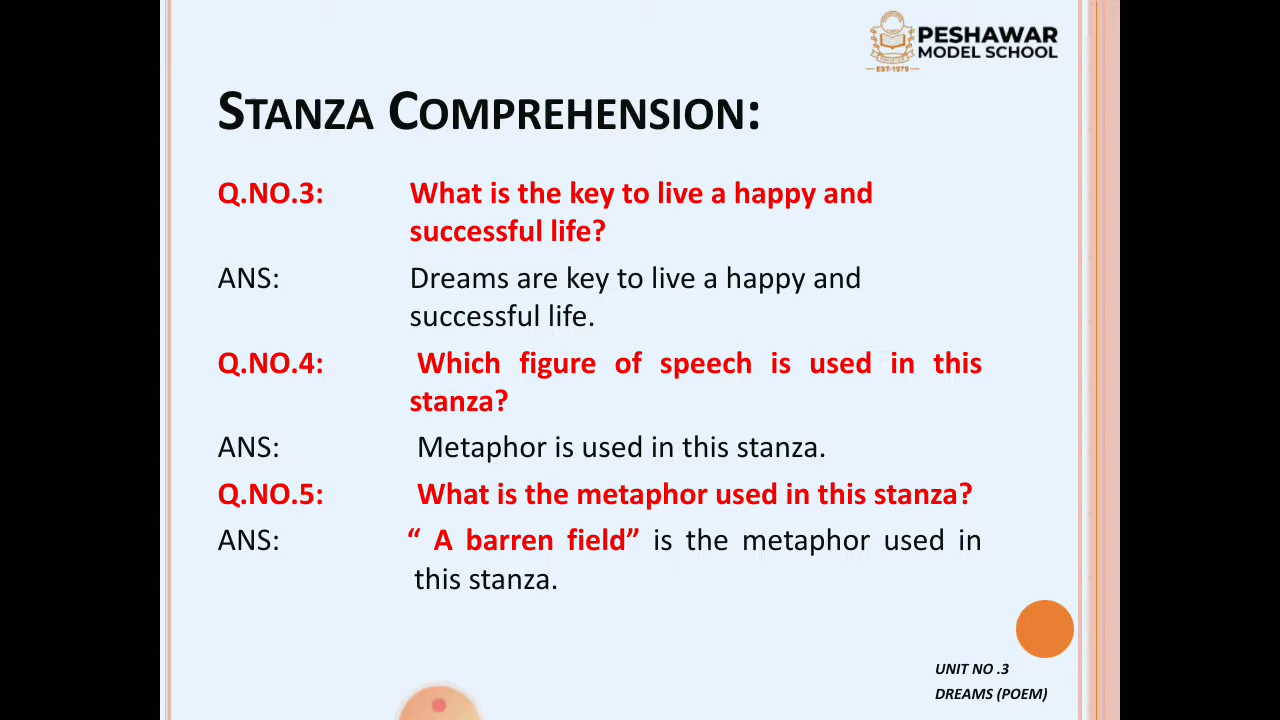 PESHAWAR
MODEL SCHOOL
EST-1979
STANZA COMPREHENSION:
Q.NO.3: What is the key to live a happy and
successful life?
ANS: Dreams are key to live a happy and
successful life.
Q.NO.4: Which figure of speech is used in this
stanza?
ANS: Metaphor is used in this stanza.
Q.NO.5: What is the metaphor used in this stanza?
ANS: “ A barren field” is the metaphor used in
this stanza.
UNIT NO .3
DREAMS (POEM)